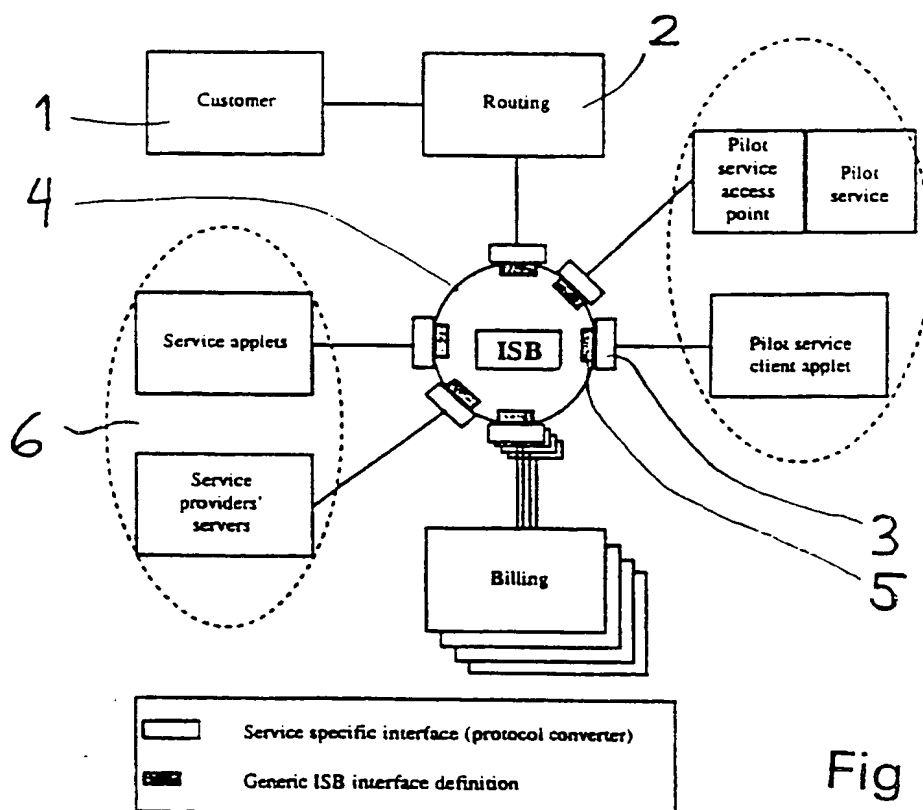 2
Customer
Routing
1
Pilot
service
access
point
Pilot
service
4
Service applets
ISB
Pilot service
client applet
6
Service
providers'
servers
3
Billing
5
Service specific interface (protocol converter)
Generic ISB interface definition
Fig